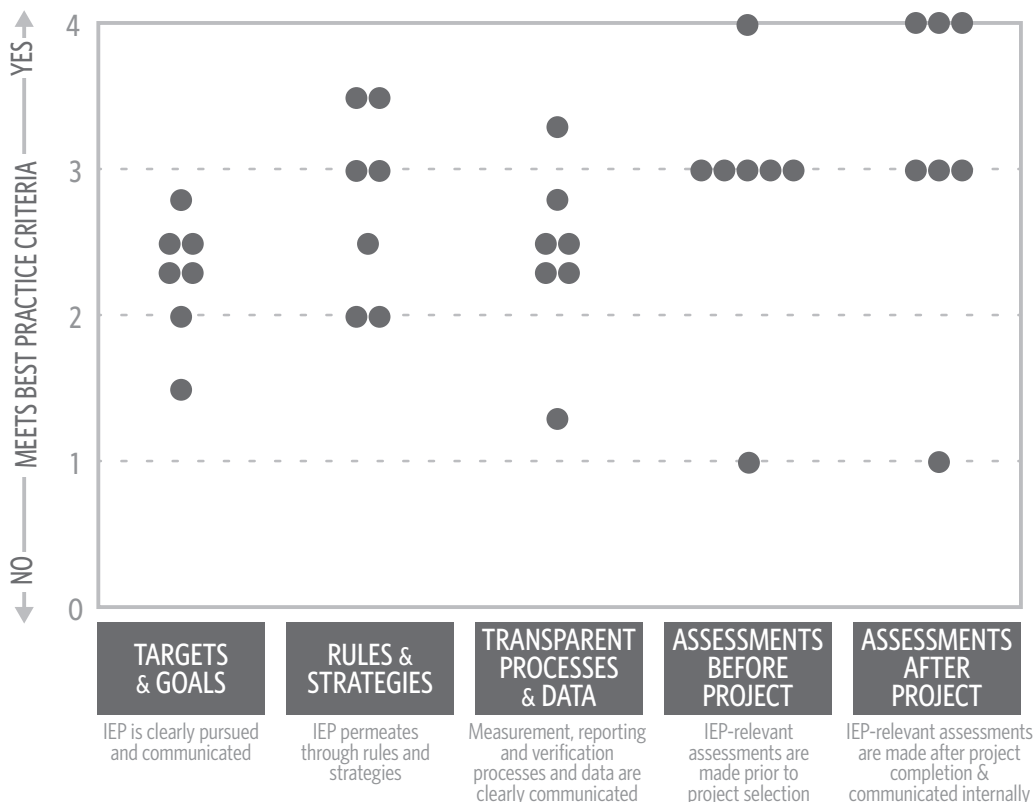 MEETS BEST PRACTICE CRITERIA
NO
YES
4
3
2
1
0
TARGETS
& GOALS
IEP is clearly pursued
and communicated
RULES &
STRATEGIES
IEP permeates
through rules and
strategies
TRANSPARENT
PROCESSES
& DATA
Measurement, reporting
and verification
processes and data are
clearly communicated
ASSESSMENTS
BEFORE
PROJECT
IEP-relevant
assessments are
made prior to
project selection
ASSESSMENTS
AFTER
PROJECT
IEP-relevant assessments
are made after project
completion &
communicated internally